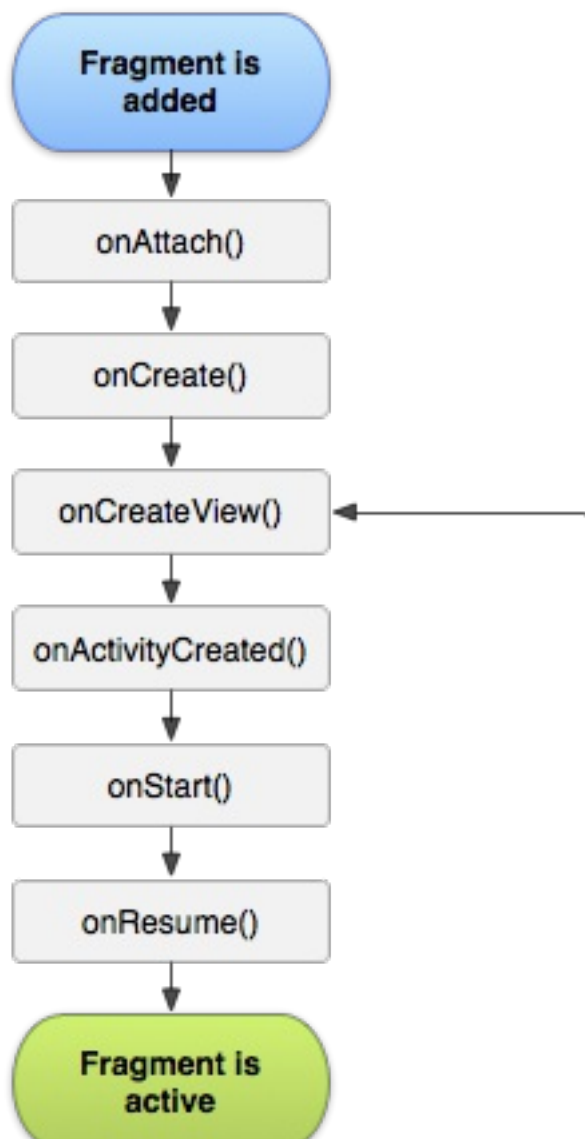 Fragment is
added
onAttach()
onCreate()
onCreateView()
onActivityCreated()
onStart()
onResume()
Fragment is
active